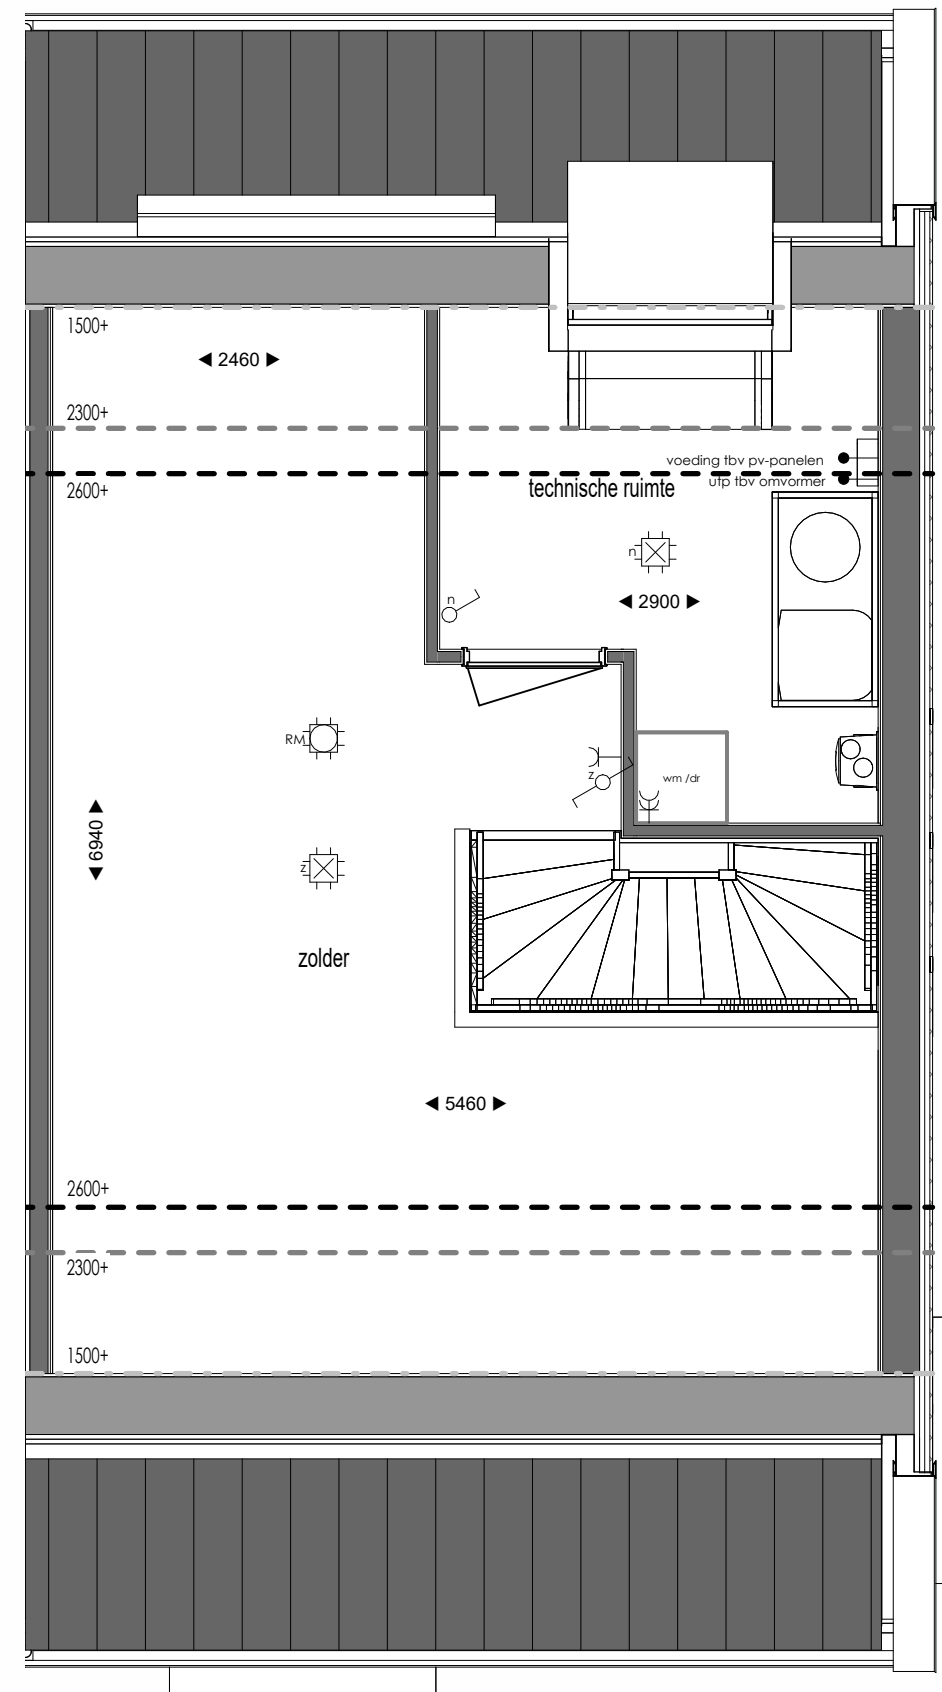 1500+
◄ 2460 ►
2300+
voeding tbv pv-panelen
2600+
technische ruimte
utp tbv omvormer
n
◄ 2900 ►
n
RM
z
wm /dr
◄ 6940 ►
z
zolder
◄ 5460 ►
2600+
2300+
1500+